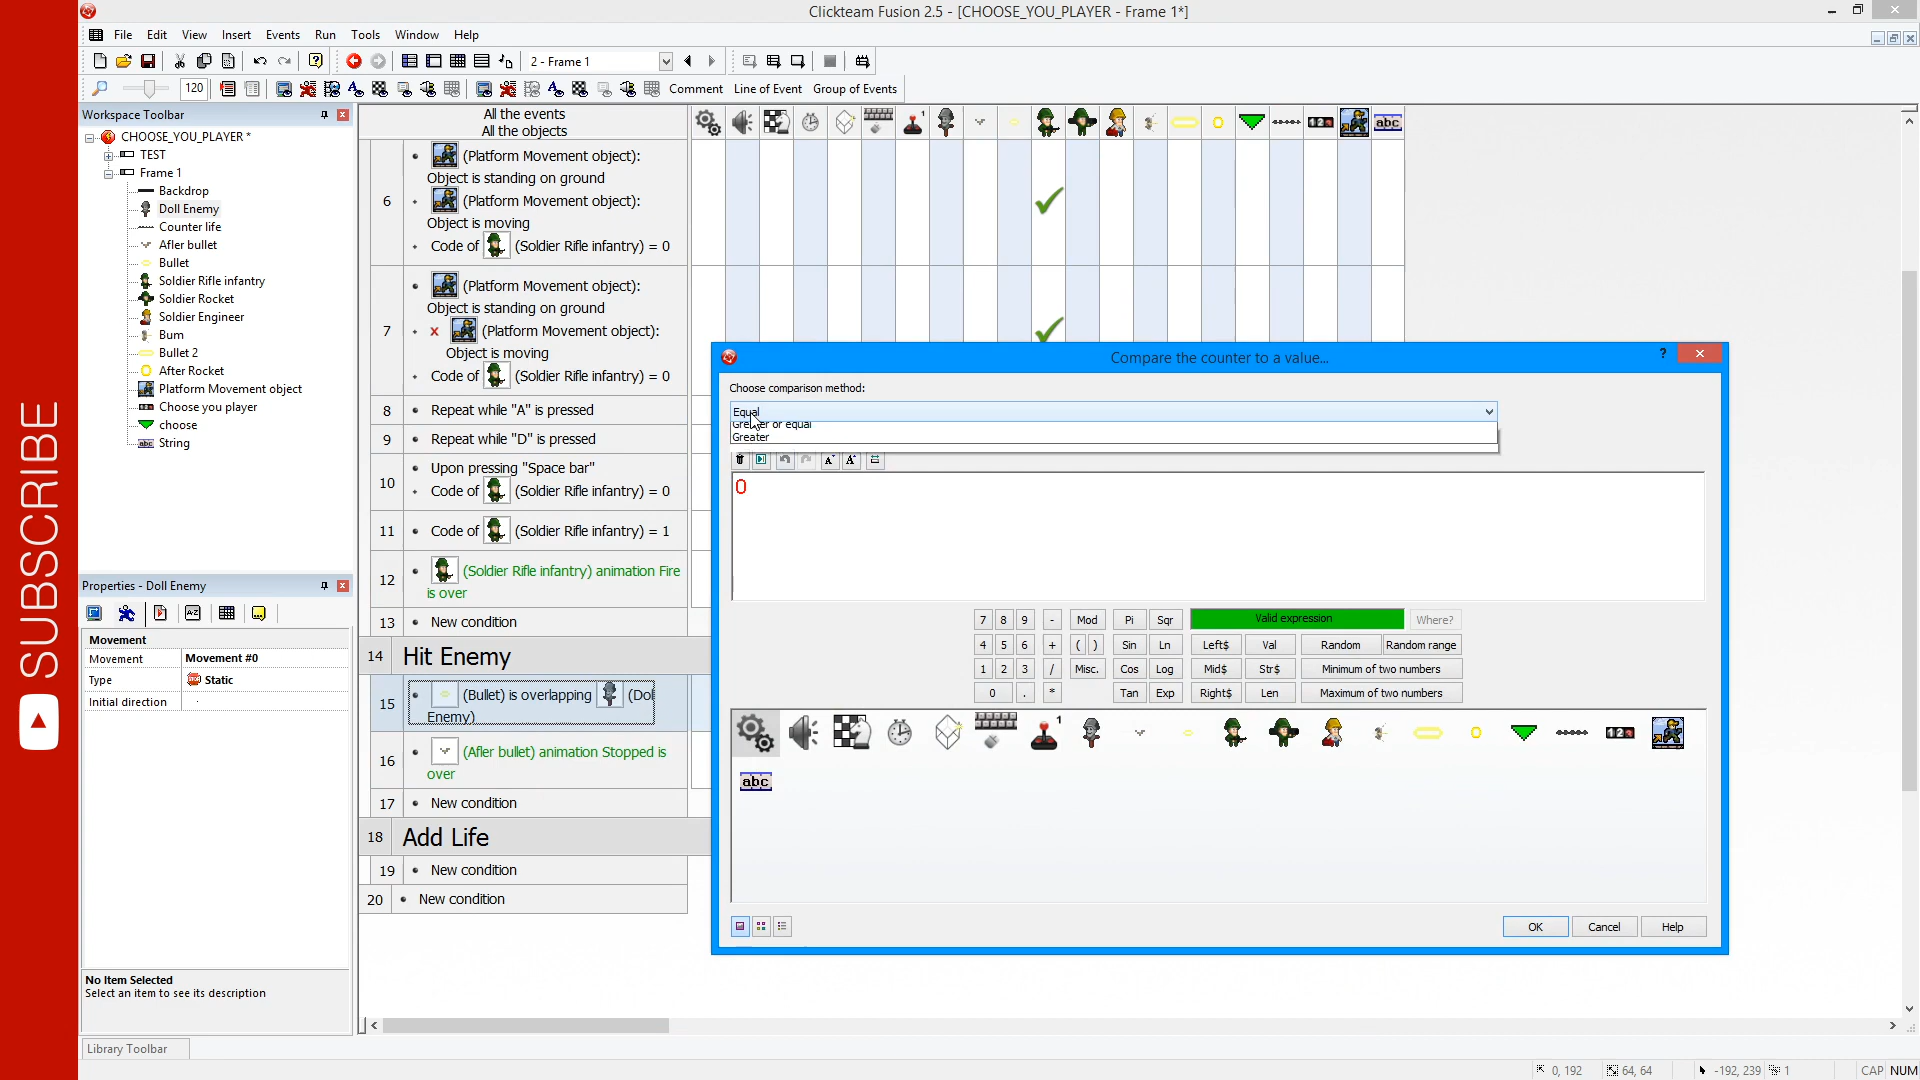 SUBSCRIBE
Clickteam Fusion 2.5 - [CHOOSE_YOU_PLAYER - Frame 1*]
File Edit View Insert Events Run Tools Window Help
2 - Frame 1
120
Comment Line of Event Group of Events
Workspace Toolbar
CHOOSE_YOU_PLAYER *
TEST
Frame 1
Backdrop
Doll Enemy
Counter life
Afler bullet
Bullet
Soldier Rifle infantry
Soldier Rocket
Soldier Engineer
Bum
Bullet 2
After Rocket
Platform Movement object
Choose you player
choose
String
Properties - Doll Enemy
Movement
Movement Movement #0
Type Static
Initial direction
No Item Selected
Select an item to see its description
Library Toolbar
All the events
All the objects
6
(Platform Movement object):
Object is standing on ground
(Platform Movement object):
Object is moving
Code of (Soldier Rifle infantry) = 0
7
(Platform Movement object):
Object is standing on ground
X (Platform Movement object):
Object is moving
Code of (Soldier Rifle infantry) = 0
8 Repeat while "A" is pressed
9 Repeat while "D" is pressed
10
Upon pressing "Space bar"
Code of (Soldier Rifle infantry) = 0
11 Code of (Soldier Rifle infantry) = 1
12
(Soldier Rifle infantry) animation Fire
is over
13 New condition
14 Hit Enemy
15
(Bullet) is overlapping (Dol
Enemy)
16
(Afler bullet) animation Stopped is
over
17 New condition
18 Add Life
19 New condition
20 New condition
Compare the counter to a value...
?
Choose comparison method:
Equal
Greater or equal
Greater
0
7 8 9 - Mod Pi Sqr Valid expression Where?
4 5 6 + ( ) Sin Ln Left$ Val Random Random range
1 2 3 / Misc. Cos Log Mid$ Str$ Minimum of two numbers
0 . * Tan Exp Right$ Len Maximum of two numbers
1
123
abc
OK Cancel Help
0, 192 64, 64 -192, 239 1 CAP NUM